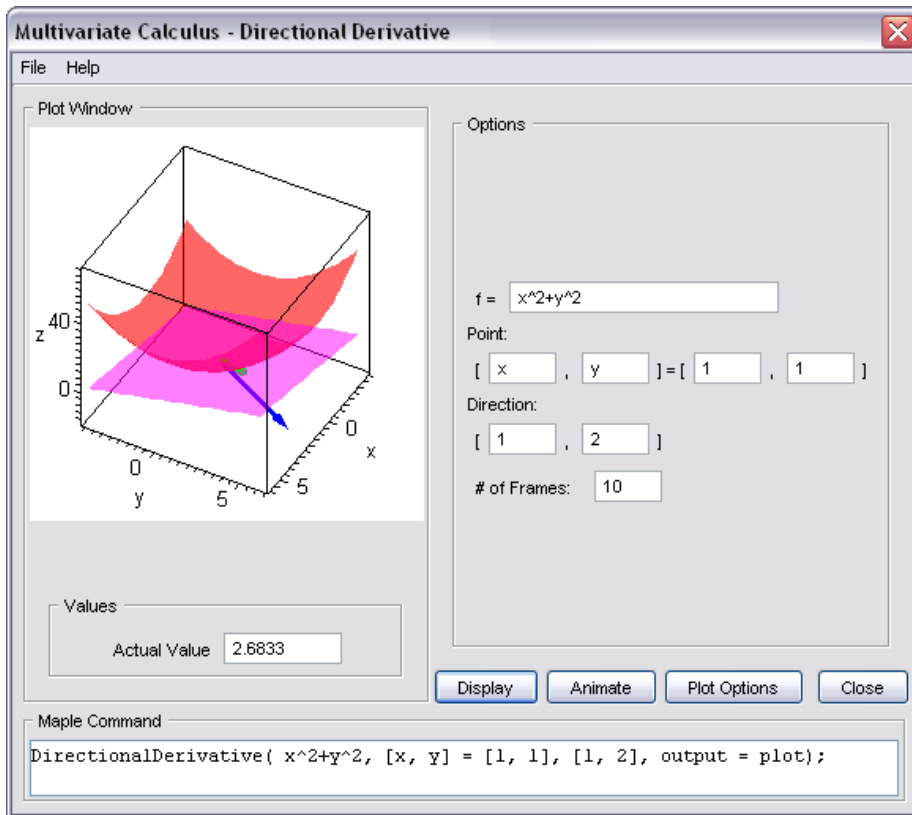 Multivariate Calculus - Directional Derivative
File Help
Plot Window
40
z
0
0
y
5
5
0
x
Values
Actual Value 2.6833
Options
f = x^2+y^2
Point:
[ x , y ] = [ 1 , 1 ]
Direction:
[ 1 , 2 ]
# of Frames: 10
Display Animate Plot Options Close
Maple Command
DirectionalDerivative( x^2+y^2, [x, y] = [1, 1], [1, 2], output = plot);